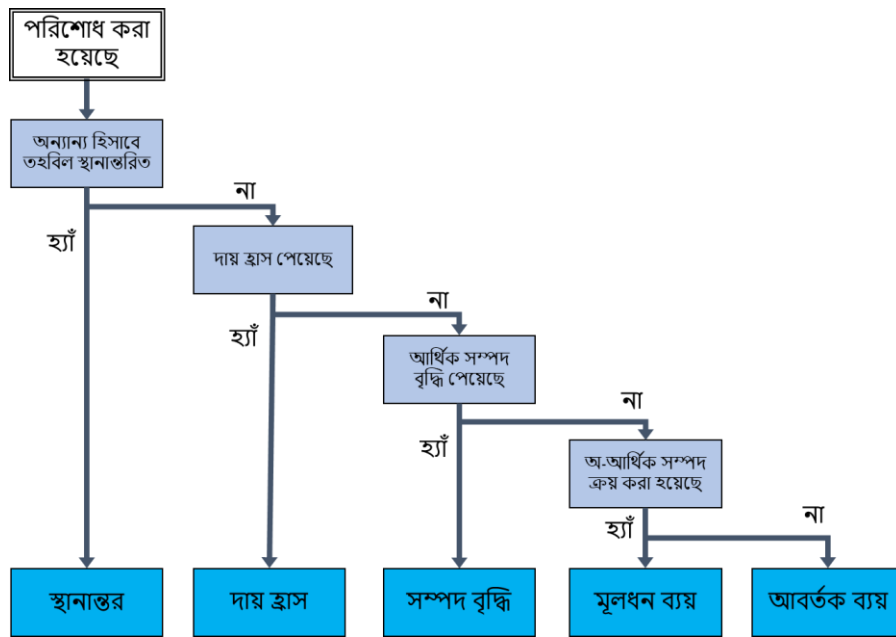 পরিশোধ করা
হয়েছে
অন্যান্য হিসাবে
তহবিল স্থানান্তরিত
না
হ্যাঁ
দায় হ্রাস পেয়েছে
না
হ্যাঁ
আর্থিক সম্পদ
বৃদ্ধি পেয়েছে
না
হ্যাঁ
অ-আর্থিক সম্পদ
ক্রয় করা হয়েছে
না
হ্যাঁ
স্থানান্তর
দায় হ্রাস
সম্পদ বৃদ্ধি
মূলধন ব্যয়
আবর্তক ব্যয়